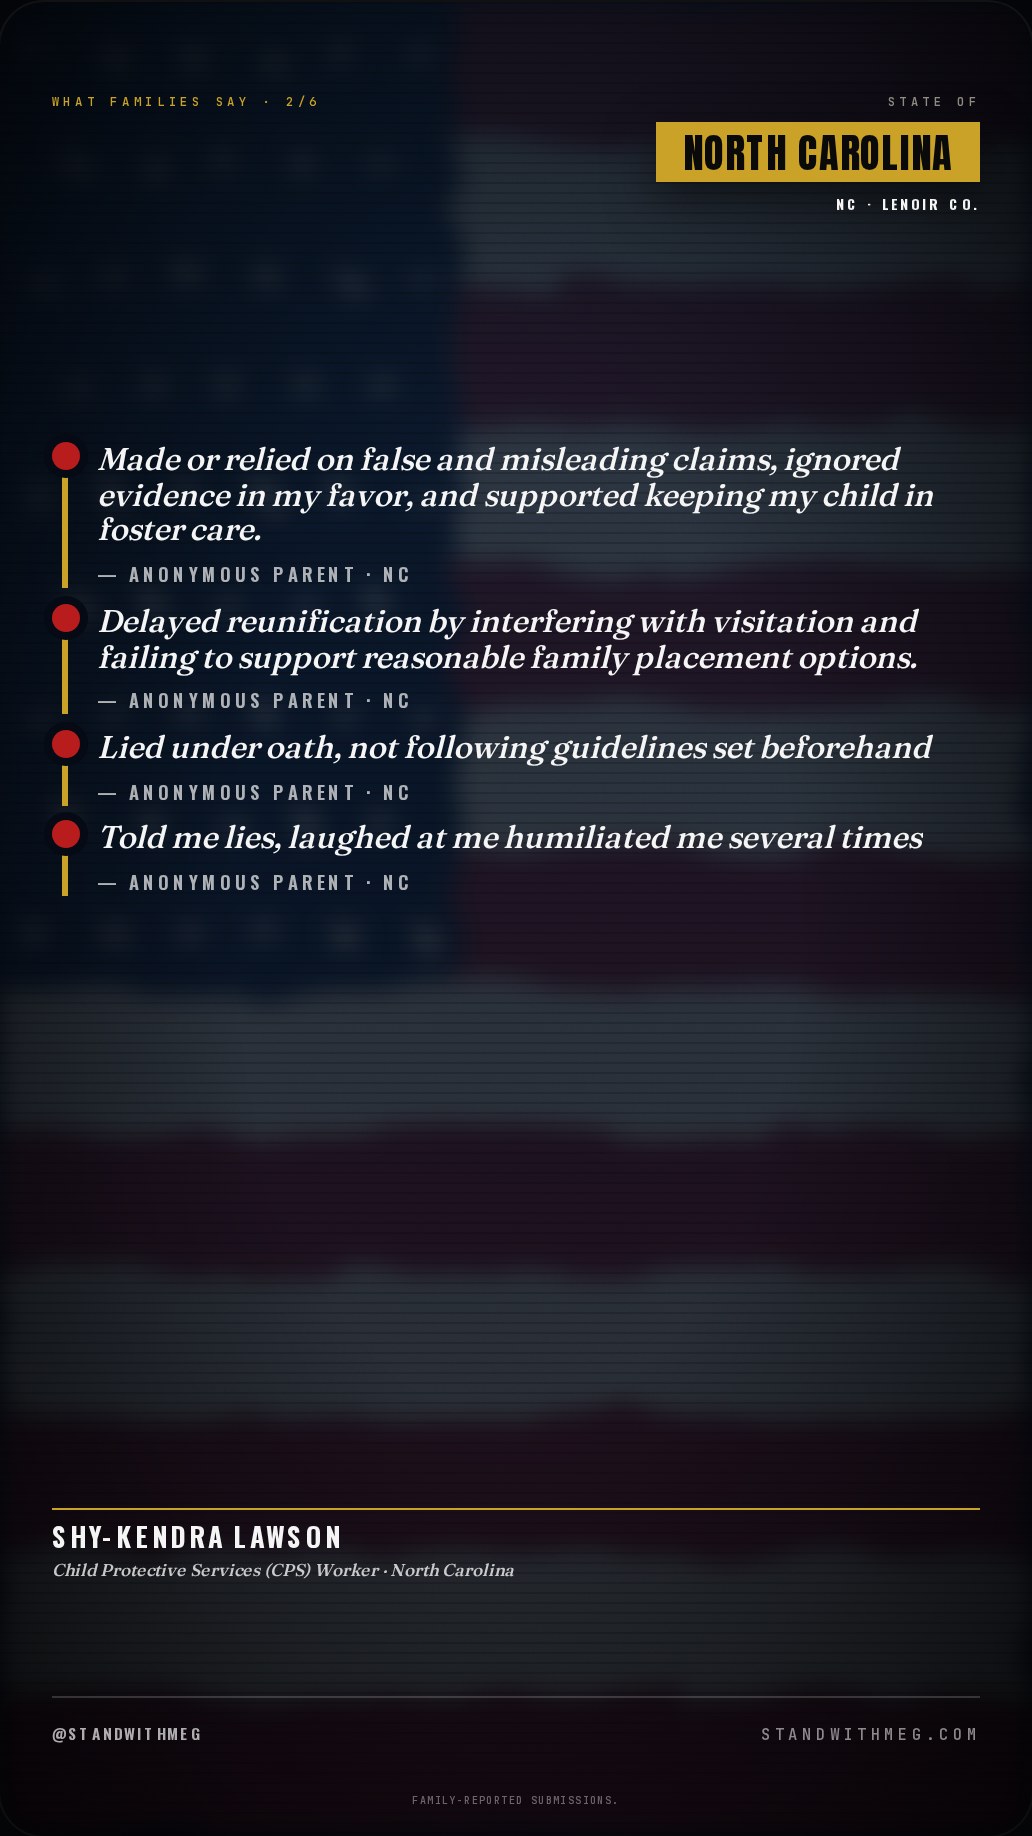 WHAT FAMILIES SAY · 2/6
STATE OF
NORTH CAROLINA
NC · LENOIR CO.
Made or relied on false and misleading claims, ignored
evidence in my favor, and supported keeping my child in
foster care.
— ANONYMOUS PARENT · NC
Delayed reunification by interfering with visitation and
failing to support reasonable family placement options.
— ANONYMOUS PARENT · NC
Lied under oath, not following guidelines set beforehand
— ANONYMOUS PARENT · NC
Told me lies, laughed at me humiliated me several times
— ANONYMOUS PARENT · NC
SHY-KENDRA LAWSON
Child Protective Services (CPS) Worker · North Carolina
@STANDWITHMEG
STANDWITHMEG.COM
FAMILY-REPORTED SUBMISSIONS.